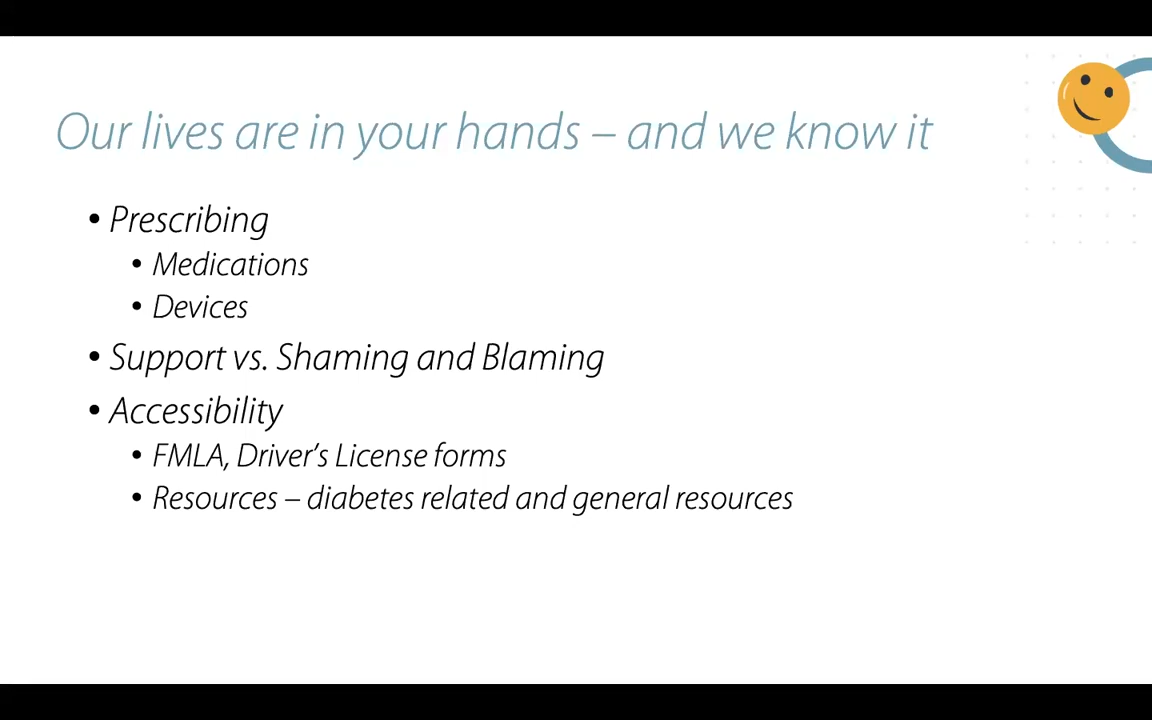 Our lives are in your hands – and we know it
• Prescribing
• Medications
• Devices
• Support vs. Shaming and Blaming
• Accessibility
• FMLA, Driver’s License forms
• Resources – diabetes related and general resources